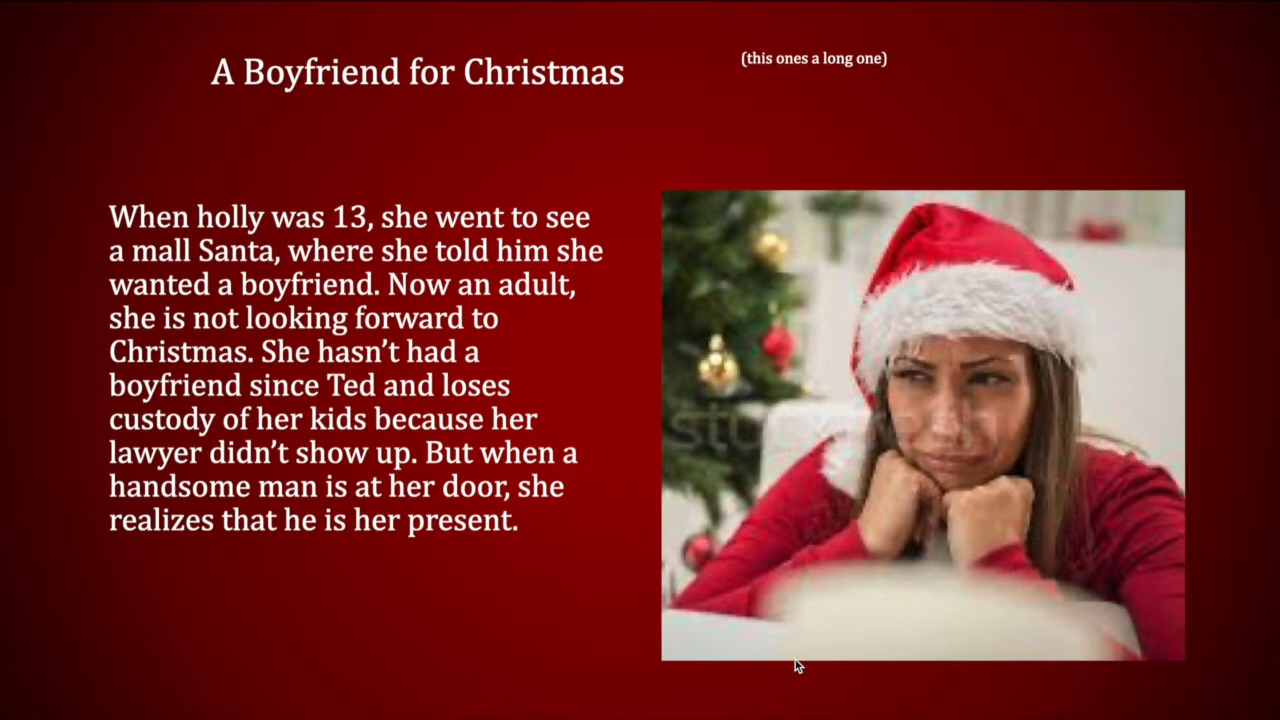 A Boyfriend for Christmas
(this ones a long one)
When holly was 13, she went to see
a mall Santa, where she told him she
wanted a boyfriend. Now an adult,
she is not looking forward to
Christmas. She hasn’t had a
boyfriend since Ted and loses
custody of her kids because her
lawyer didn’t show up. But when a
handsome man is at her door, she
realizes that he is her present.